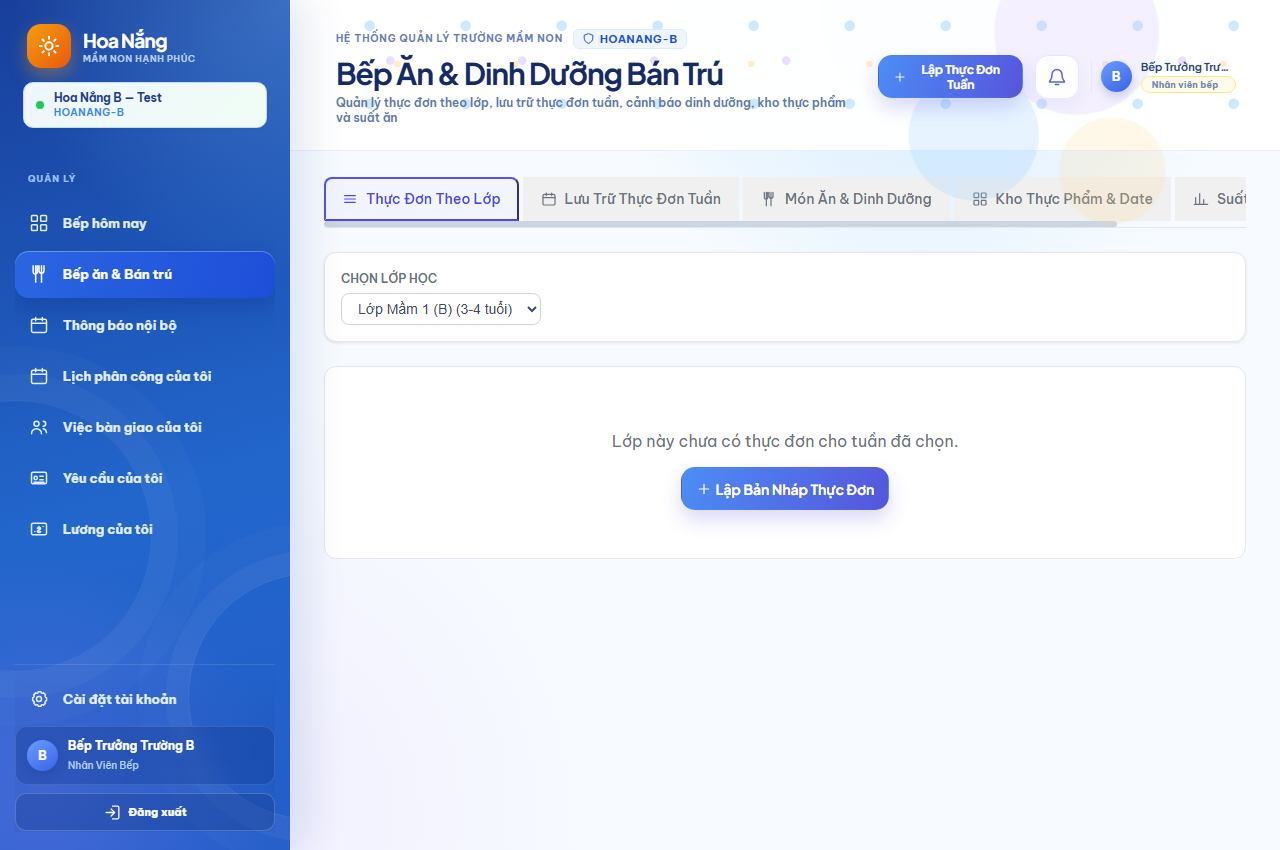 Hoa Nắng
MẦM NON HẠNH PHÚC
Hoa Nắng B — Test
HOANANG-B
QUẢN LÝ
Bếp hôm nay
Bếp ăn & Bán trú
Thông báo nội bộ
Lịch phân công của tôi
Việc bàn giao của tôi
Yêu cầu của tôi
Lương của tôi
Cài đặt tài khoản
B
Bếp Trưởng Trường B
Nhân Viên Bếp
Đăng xuất
HỆ THỐNG QUẢN LÝ TRƯỜNG MẦM NON
HOANANG-B
Bếp Ăn & Dinh Dưỡng Bán Trú
Quản lý thực đơn theo lớp, lưu trữ thực đơn tuần, cảnh báo dinh dưỡng, kho thực phẩm
và suất ăn
Lập Thực Đơn
Tuần
B
Bếp Trưởng Trư...
Nhân viên bếp
Thực Đơn Theo Lớp
Lưu Trữ Thực Đơn Tuần
Món Ăn & Dinh Dưỡng
Kho Thực Phẩm & Date
Suất
CHỌN LỚP HỌC
Lớp Mầm 1 (B) (3-4 tuổi)
Lớp này chưa có thực đơn cho tuần đã chọn.
Lập Bản Nháp Thực Đơn